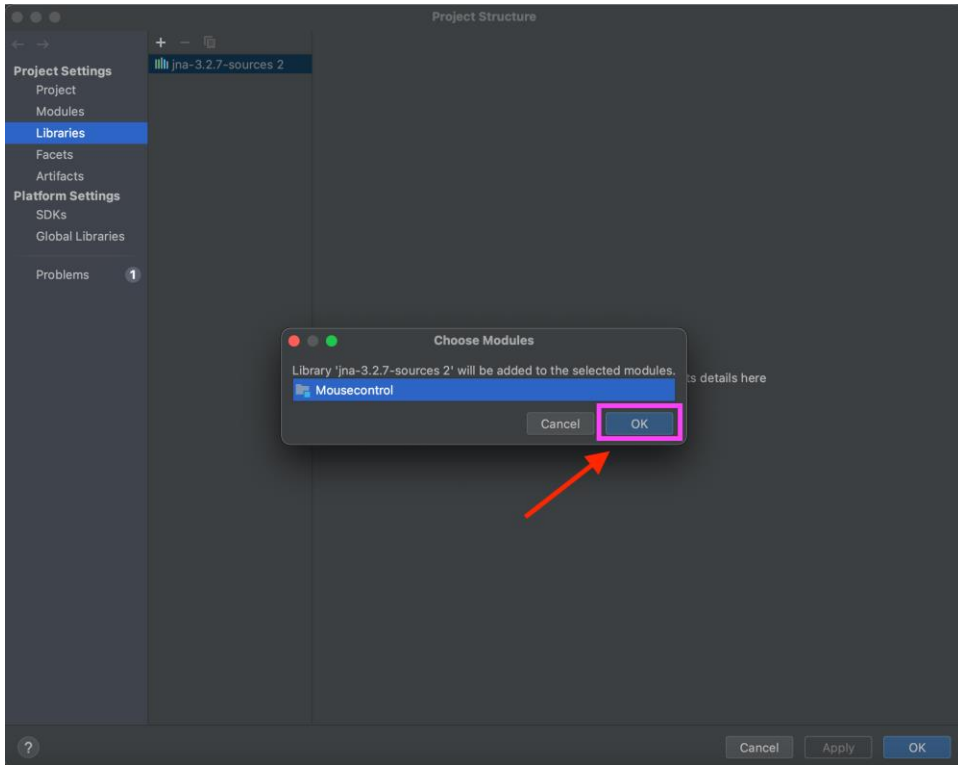 Project Structure
Project Settings
Project
Modules
Libraries
Facets
Artifacts
Platform Settings
SDKs
Global Libraries
Problems 1
jna-3.2.7-sources 2
Choose Modules
Library 'jna-3.2.7-sources 2' will be added to the selected modules.
Mousecontrol
Cancel OK
ts details here
? Cancel Apply OK